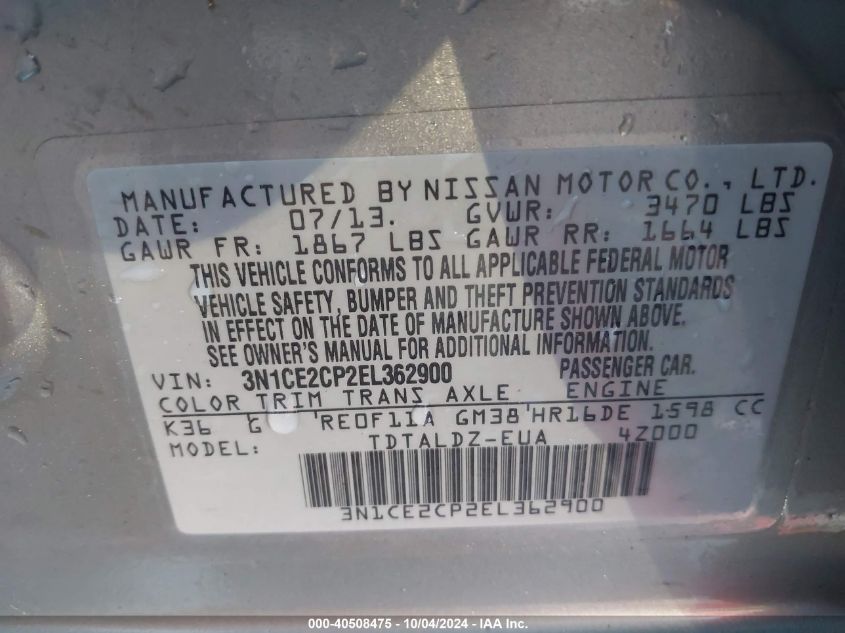 MANUFACTURED BY NISSAN MOTOR CO., LTD.
DATE: 07/13. GVWR: 3470 LBS
GAWR FR: 1867 LBS GAWR RR: 1664 LBS
THIS VEHICLE CONFORMS TO ALL APPLICABLE FEDERAL MOTOR
VEHICLE SAFETY, BUMPER AND THEFT PREVENTION STANDARDS
IN EFFECT ON THE DATE OF MANUFACTURE SHOWN ABOVE.
SEE OWNER'S MANUAL FOR ADDITIONAL INFORMATION.
VIN: 3N1CE2CP2EL362900 PASSENGER CAR.
COLOR TRIM TRANS AXLE ENGINE
K36 G 'RE0F11A GM38'HR16DE 1598 CC
MODEL: TDTALDZ-EUA 4Z000
3N1CE2CP2EL362900
000-40508475 - 10/04/2024 - IAAI Inc.